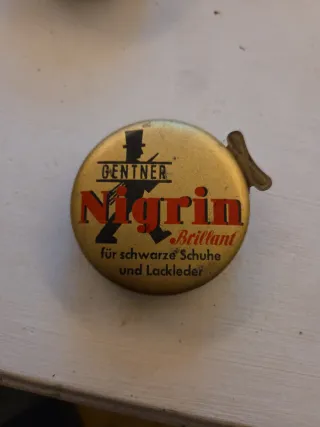 GENTNER
Nigrin
Brillant
für schwarze Schuhe
und Lackleder